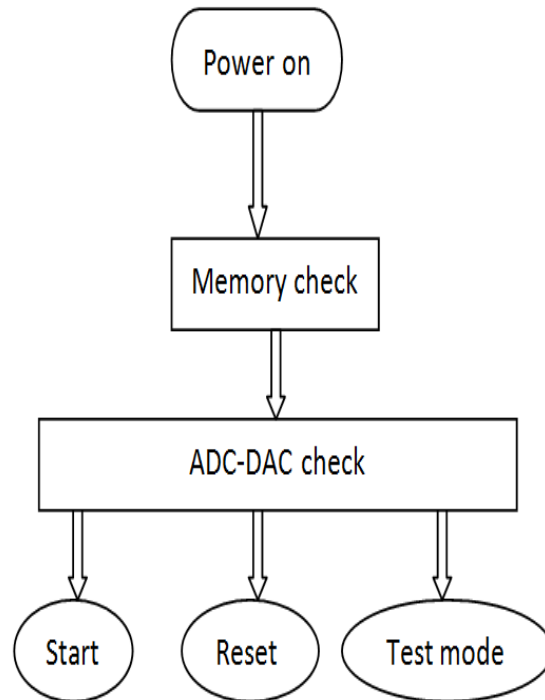 Power on
Memory check
ADC-DAC check
Start
Reset
Test mode